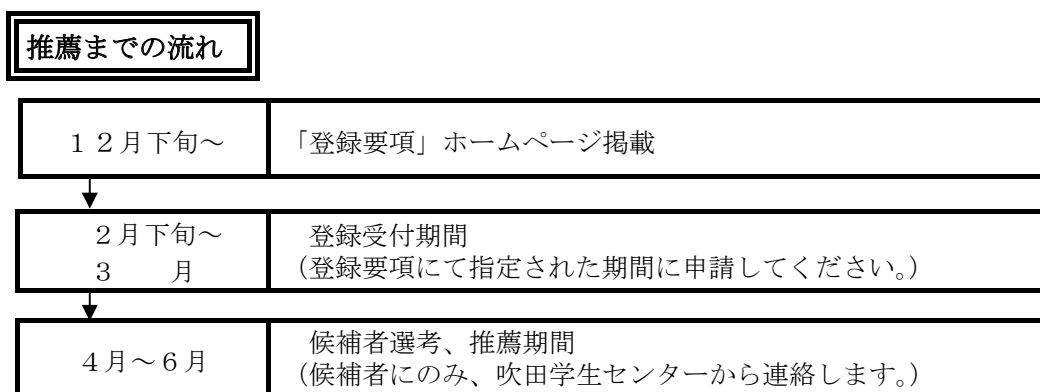 推薦までの流れ
１２月下旬～
「登録要項」ホームページ掲載
２月下旬～
３　　月
登録受付期間
（登録要項にて指定された期間に申請してください。）
４月～６月
候補者選考、推薦期間
（候補者にのみ、吹田学生センターから連絡します。）